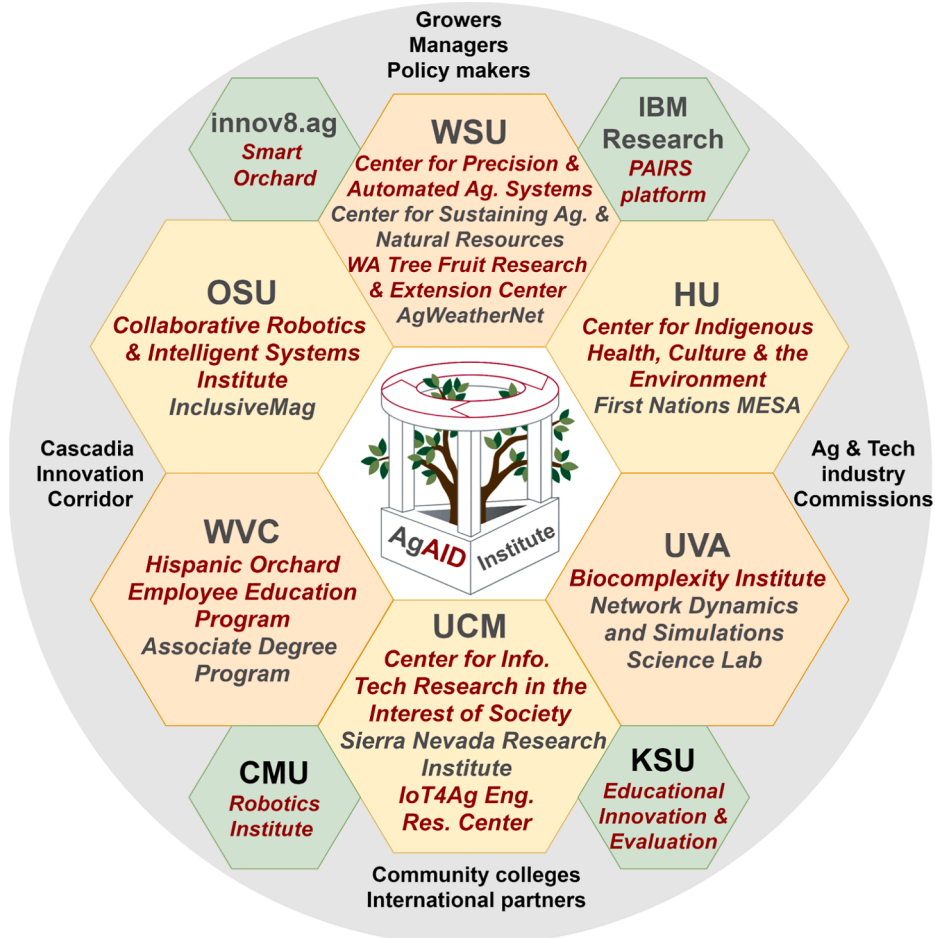 Growers
Managers
Policy makers
innov8.ag
Smart
Orchard
WSU
Center for Precision &
Automated Ag. Systems
Center for Sustaining Ag. &
Natural Resources
WA Tree Fruit Research
& Extension Center
AgWeatherNet
IBM
Research
PAIRS
platform
OSU
Collaborative Robotics
& Intelligent Systems
Institute
InclusiveMag
HU
Center for Indigenous
Health, Culture & the
Environment
First Nations MESA
Cascadia
Innovation
Corridor
AgAID Institute
Ag & Tech
industry
Commissions
WVC
Hispanic Orchard
Employee Education
Program
Associate Degree
Program
UVA
Biocomplexity Institute
Network Dynamics
and Simulations
Science Lab
UCM
Center for Info.
Tech Research in the
Interest of Society
Sierra Nevada Research
Institute
IoT4Ag Eng.
Res. Center
CMU
Robotics
Institute
KSU
Educational
Innovation &
Evaluation
Community colleges
International partners